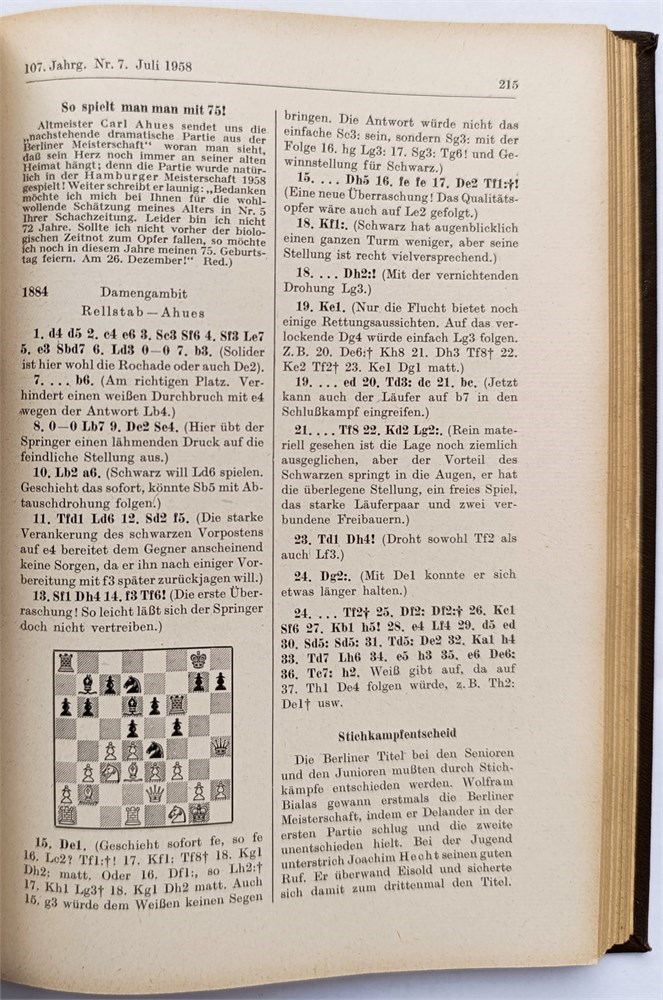 107. Jahrg. Nr. 7. Juli 1958
215
So spielt man man mit 75!
Altmeister Carl Ahues sendet uns die
„nachstehende dramatische Partie aus der
Berliner Meisterschaft“ woran man sieht,
daß sein Herz noch immer an seiner alten
Heimat hängt; denn die Partie wurde natür-
lich in der Hamburger Meisterschaft 1958
gespielt! Weiter schreibt er launig: „Bedanken
möchte ich mich bei Ihnen für die wohl-
wollende Schätzung meines Alters in Nr. 5
Ihrer Schachzeitung. Leider bin ich nicht
72 Jahre. Sollte ich nicht vorher der biolo-
gischen Zeitnot zum Opfer fallen, so möchte
ich noch in diesem Jahre meinen 75. Geburts-
tag feiern. Am 26. Dezember!“ Red.)
1884 Damengambit
Rellstab — Ahues
1. d4 d5 2. c4 e6 3. Sc3 Sf6 4. Sf3 Le7
5. e3 Sbd7 6. Ld3 0—0 7. b3. (Solider
ist hier wohl die Rochade oder auch De2).
7. ... b6. (Am richtigen Platz. Ver-
hindert einen weißen Durchbruch mit e4
wegen der Antwort Lb4.)
8. 0—0 Lb7 9. De2 Se4. (Hier übt der
Springer einen lähmenden Druck auf die
feindliche Stellung aus.)
10. Lb2 a6. (Schwarz will Ld6 spielen.
Geschieht das sofort, könnte Sb5 mit Ab-
tauschdrohung folgen.)
11. Tfd1 Ld6 12. Sd2 f5. (Die starke
Verankerung des schwarzen Vorpostens
auf e4 bereitet dem Gegner anscheinend
keine Sorgen, da er ihn nach einiger Vor-
bereitung mit f3 später zurückjagen will.)
13. Sf1 Dh4 14. f3 Tf6! (Die erste Über-
raschung! So leicht läßt sich der Springer
doch nicht vertreiben.)
15. De1. (Geschieht sofort fe, so fe
16. Lc2? Tf1:†! 17. Kf1: Tf8† 18. Kg1
Dh2: matt. Oder 16. Df1:, so Lh2:†
17. Kh1 Lg3† 18. Kg1 Dh2 matt. Auch
15. g3 würde dem Weißen keinen Segen
bringen. Die Antwort würde nicht das
einfache Sc3: sein, sondern Sg3: mit der
Folge 16. hg Lg3: 17. Sg3: Tg6! und Ge-
winnstellung für Schwarz.)
15. ... Dh5 16. fe fe 17. De2 Tf1:†!
(Eine neue Überraschung! Das Qualitäts-
opfer wäre auch auf Le2 gefolgt.)
18. Kf1:. (Schwarz hat augenblicklich
einen ganzen Turm weniger, aber seine
Stellung ist recht vielversprechend.)
18. ... Dh2:! (Mit der vernichtenden
Drohung Lg3.)
19. Ke1. (Nur die Flucht bietet noch
einige Rettungsaussichten. Auf das ver-
lockende Dg4 würde einfach Lg3 folgen.
Z. B. 20. De6:† Kh8 21. Dh3 Tf8† 22.
Ke2 Tf2† 23. Ke1 Dg1 matt.)
19. ... ed 20. Td3: dc 21. bc. (Jetzt
kann auch der Läufer auf b7 in den
Schlußkampf eingreifen.)
21. ... Tf8 22. Kd2 Lg2:. (Rein mate-
riell gesehen ist die Lage noch ziemlich
ausgeglichen, aber der Vorteil des
Schwarzen springt in die Augen, er hat
die überlegene Stellung, ein freies Spiel,
das starke Läuferpaar und zwei ver-
bundene Freibauern.)
23. Td1 Dh4! (Droht sowohl Tf2 als
auch Lf3.)
24. Dg2:. (Mit De1 konnte er sich
etwas länger halten.)
24. ... Tf2† 25. Df2: Df2:† 26. Kc1
Sf6 27. Kb1 h5! 28. e4 Lf4 29. d5 ed
30. Sd5: Sd5: 31. Td5: De2 32. Ka1 h4
33. Td7 Lh6 34. e5 h3 35. e6 De6:
36. Tc7: h2. Weiß gibt auf, da auf
37. Th1 De4 folgen würde, z. B. Th2:
De1† usw.
Stichkampfentscheid
Die Berliner Titel bei den Senioren
und den Junioren mußten durch Stich-
kämpfe entschieden werden. Wolfram
Bialas gewann erstmals die Berliner
Meisterschaft, indem er Delander in der
ersten Partie schlug und die zweite
unentschieden hielt. Bei der Jugend
unterstrich Joachim Hecht seinen guten
Ruf. Er überwand Eisold und sicherte
sich damit zum drittenmal den Titel.